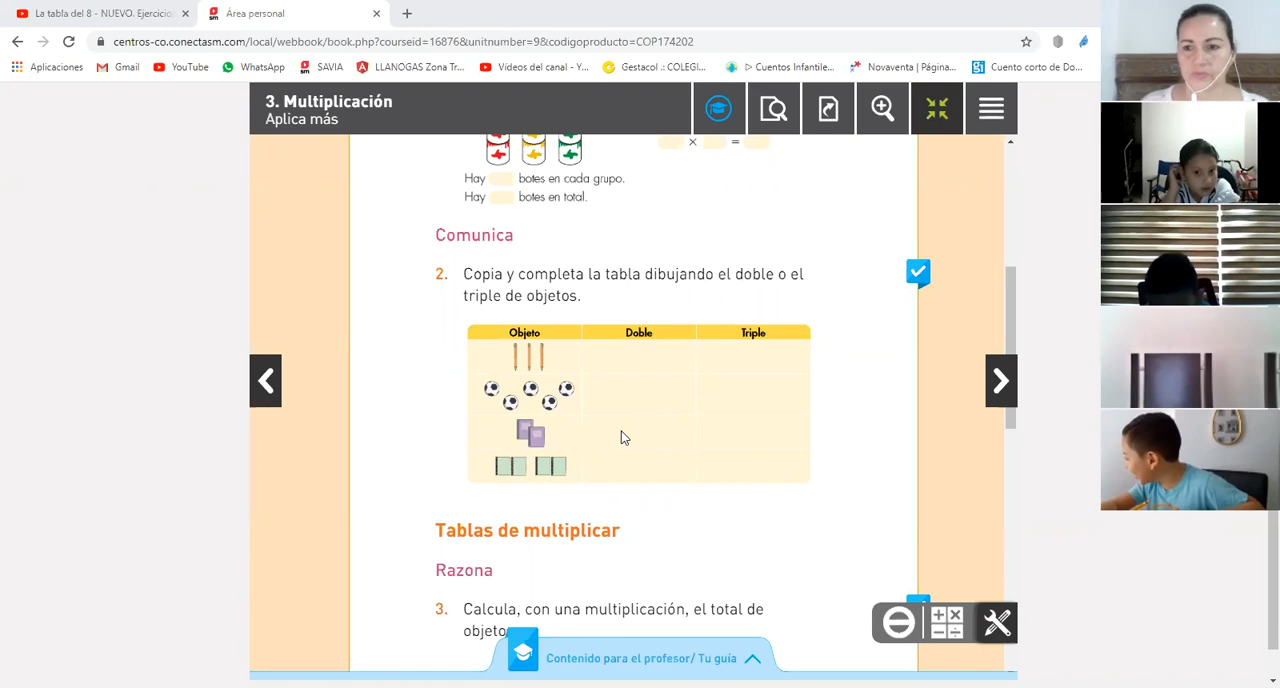 La tabla del 8 - NUEVO. Ejercicio
Área personal
centros-co.conectasm.com/local/webbook/book.php?courseid=16876&unitnumber=9&codigoproducto=COP174202
Aplicaciones
Gmail
YouTube
WhatsApp
SAVIA
LLANOGAS Zona Tr...
Vídeos del canal - Y...
Gestacol .: COLEGI...
▷ Cuentos Infantile...
Novaventa | Págin...
Cuento corto de Do...
3. Multiplicación
Aplica más
× =
Hay botes en cada grupo.
Hay botes en total.
Comunica
2. Copia y completa la tabla dibujando el doble o el
triple de objetos.
Objeto Doble Triple
Tablas de multiplicar
Razona
3. Calcula, con una multiplicación, el total de
objeto
Contenido para el profesor/ Tu guía